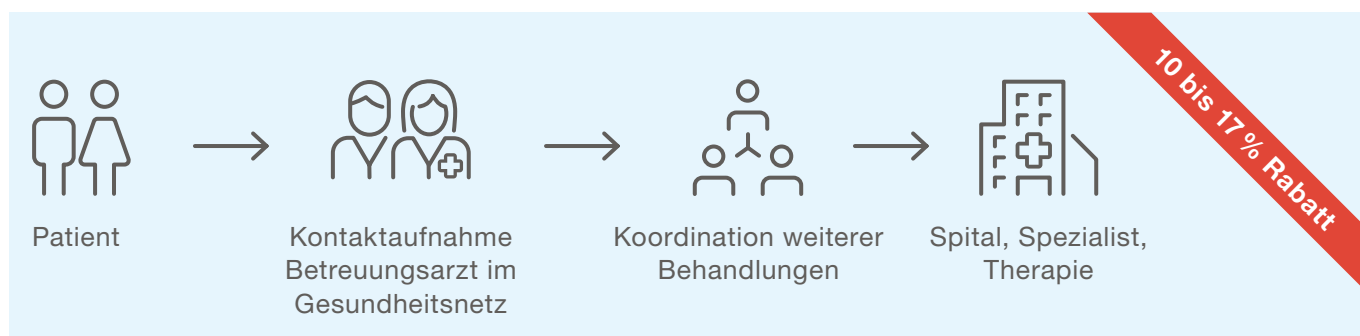 10 bis 17 % Rabatt
Patient
Kontaktaufnahme
Betreuungsarzt im
Gesundheitsnetz
Koordination weiterer
Behandlungen
Spital, Spezialist,
Therapie